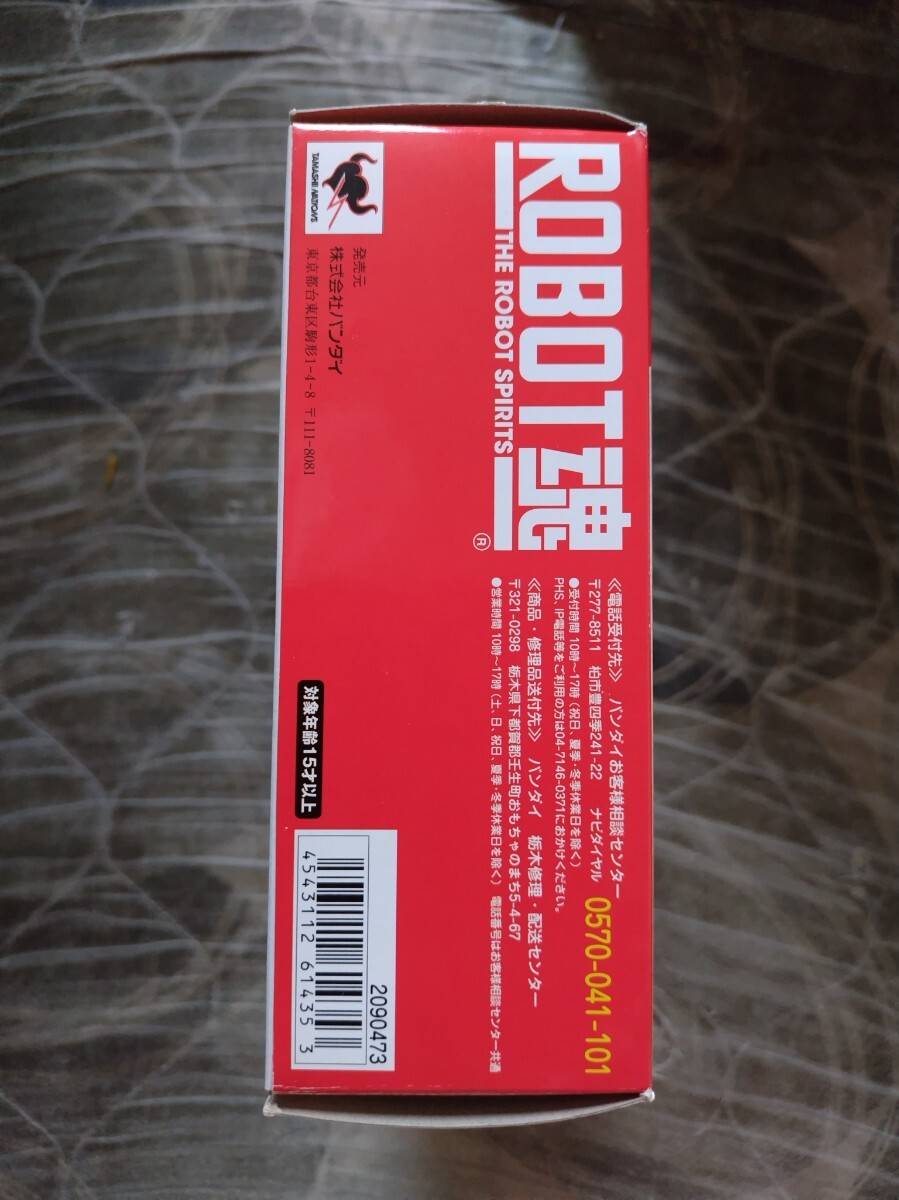 ROBOT魂
THE ROBOT SPIRITS
®
《電話受付先》 バンダイお客様相談センター
〒277-8511 柏市豊四季241-22 ナビダイヤル 0570-041-101
●受付時間 10時～17時（祝日、夏季・冬季休業日を除く）
PHS、IP電話等をご利用の方は04-7146-0371におかけください。
《商品・修理品送付先》 バンダイ 栃木修理・配送センター
〒321-0298 栃木県下都賀郡壬生町おもちゃのまち5-4-67
●営業時間 10時～17時（土、日、祝日、夏季・冬季休業日を除く） 電話番号はお客様相談センター共通
TAMASHII NATIONS
発売元
株式会社バンダイ
東京都台東区駒形1-4-8 〒111-8081
対象年齢15才以上
2090473
4543112 61435 3